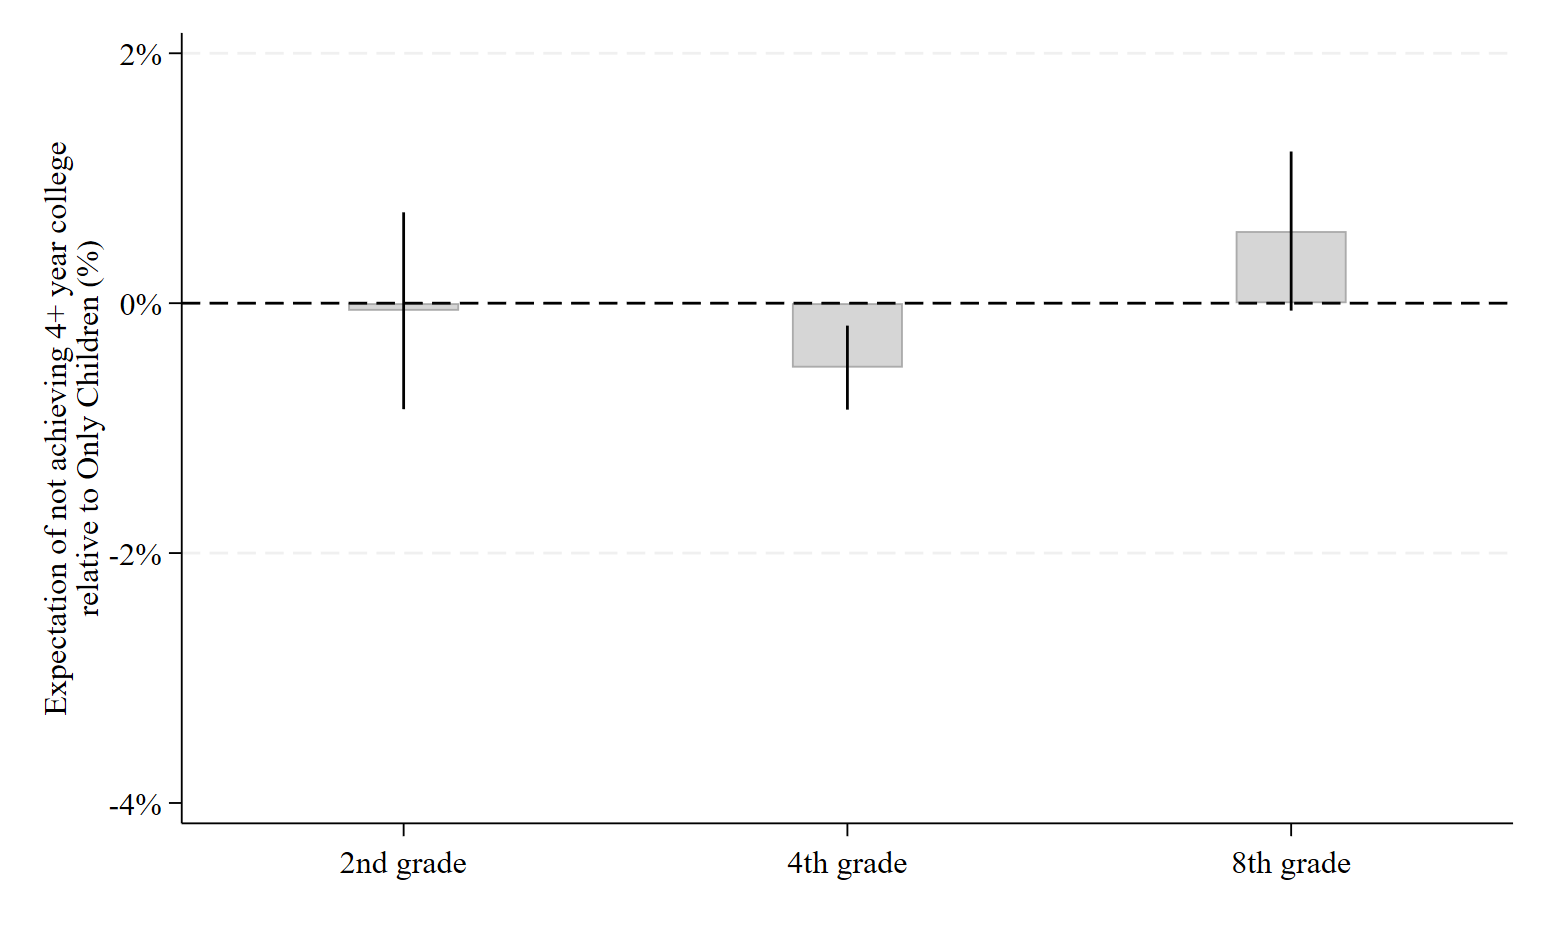 Expectation of not achieving 4+ year college
relative to Only Children (%)
2%
0%
-2%
-4%
2nd grade
4th grade
8th grade